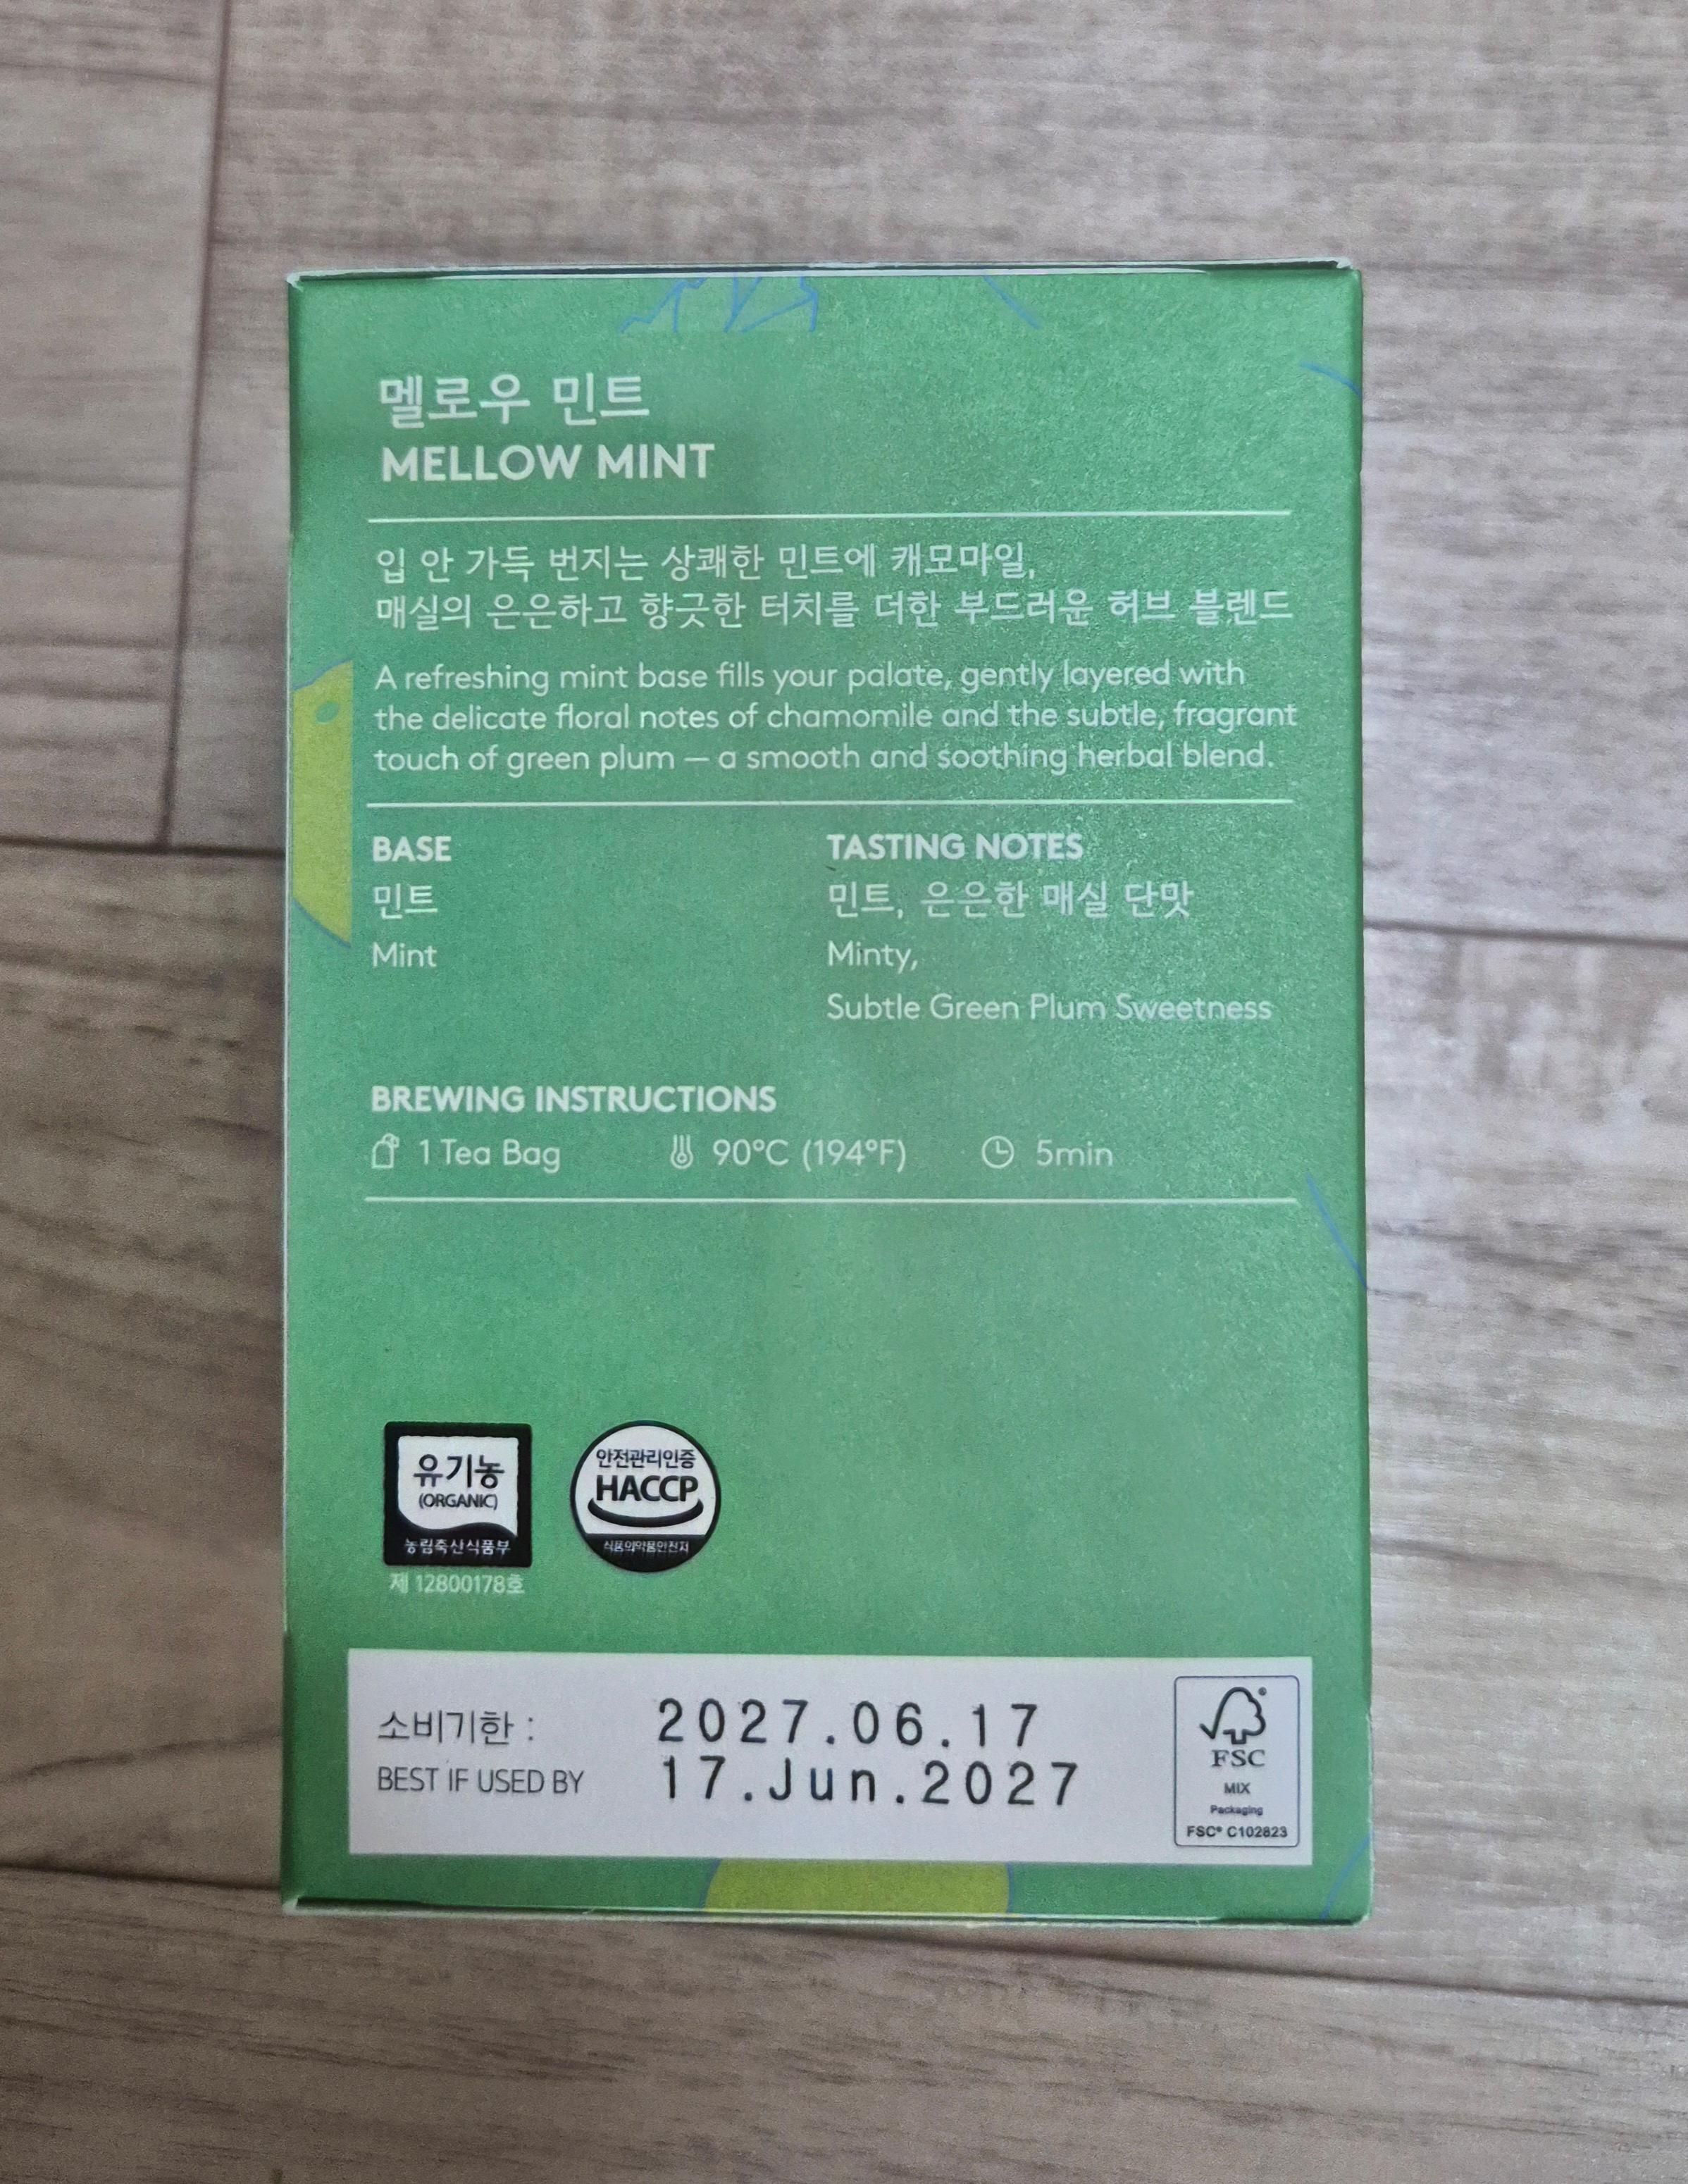 멜로우 민트
MELLOW MINT
입 안 가득 번지는 상쾌한 민트에 캐모마일,
매실의 은은하고 향긋한 터치를 더한 부드러운 허브 블렌드
A refreshing mint base fills your palate, gently layered with
the delicate floral notes of chamomile and the subtle, fragrant
touch of green plum — a smooth and soothing herbal blend.
BASE
민트
Mint
TASTING NOTES
민트, 은은한 매실 단맛
Minty,
Subtle Green Plum Sweetness
BREWING INSTRUCTIONS
1 Tea Bag 90°C (194°F) 5min
유기농
(ORGANIC)
농림축산식품부
제 12800178호
안전관리인증
HACCP
식품의약품안전처
소비기한 : 2027.06.17
BEST IF USED BY 17.Jun.2027
FSC
MIX
Packaging
FSC® C102823